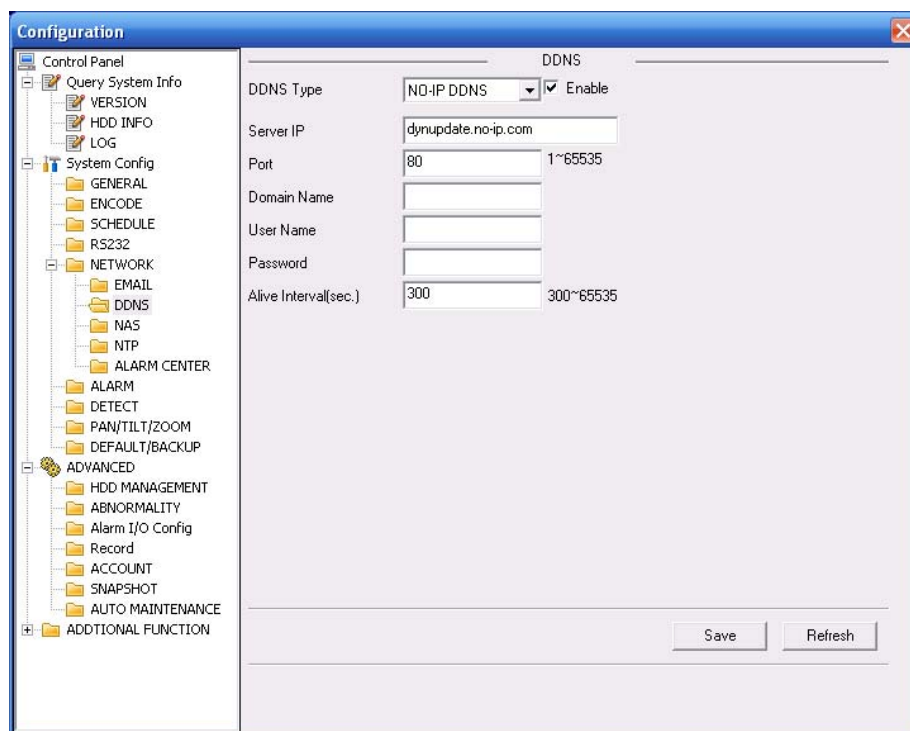 Configuration
Control Panel
Query System Info
VERSION
HDD INFO
LOG
System Config
GENERAL
ENCODE
SCHEDULE
RS232
NETWORK
EMAIL
DDNS
NAS
NTP
ALARM CENTER
ALARM
DETECT
PAN/TILT/ZOOM
DEFAULT/BACKUP
ADVANCED
HDD MANAGEMENT
ABNORMALITY
Alarm I/O Config
Record
ACCOUNT
SNAPSHOT
AUTO MAINTENANCE
ADDTIONAL FUNCTION
DDNS
DDNS Type NO-IP DDNS Enable
Server IP dynupdate.no-ip.com
Port 80 1~65535
Domain Name
User Name
Password
Alive Interval(sec.) 300 300~65535
Save Refresh